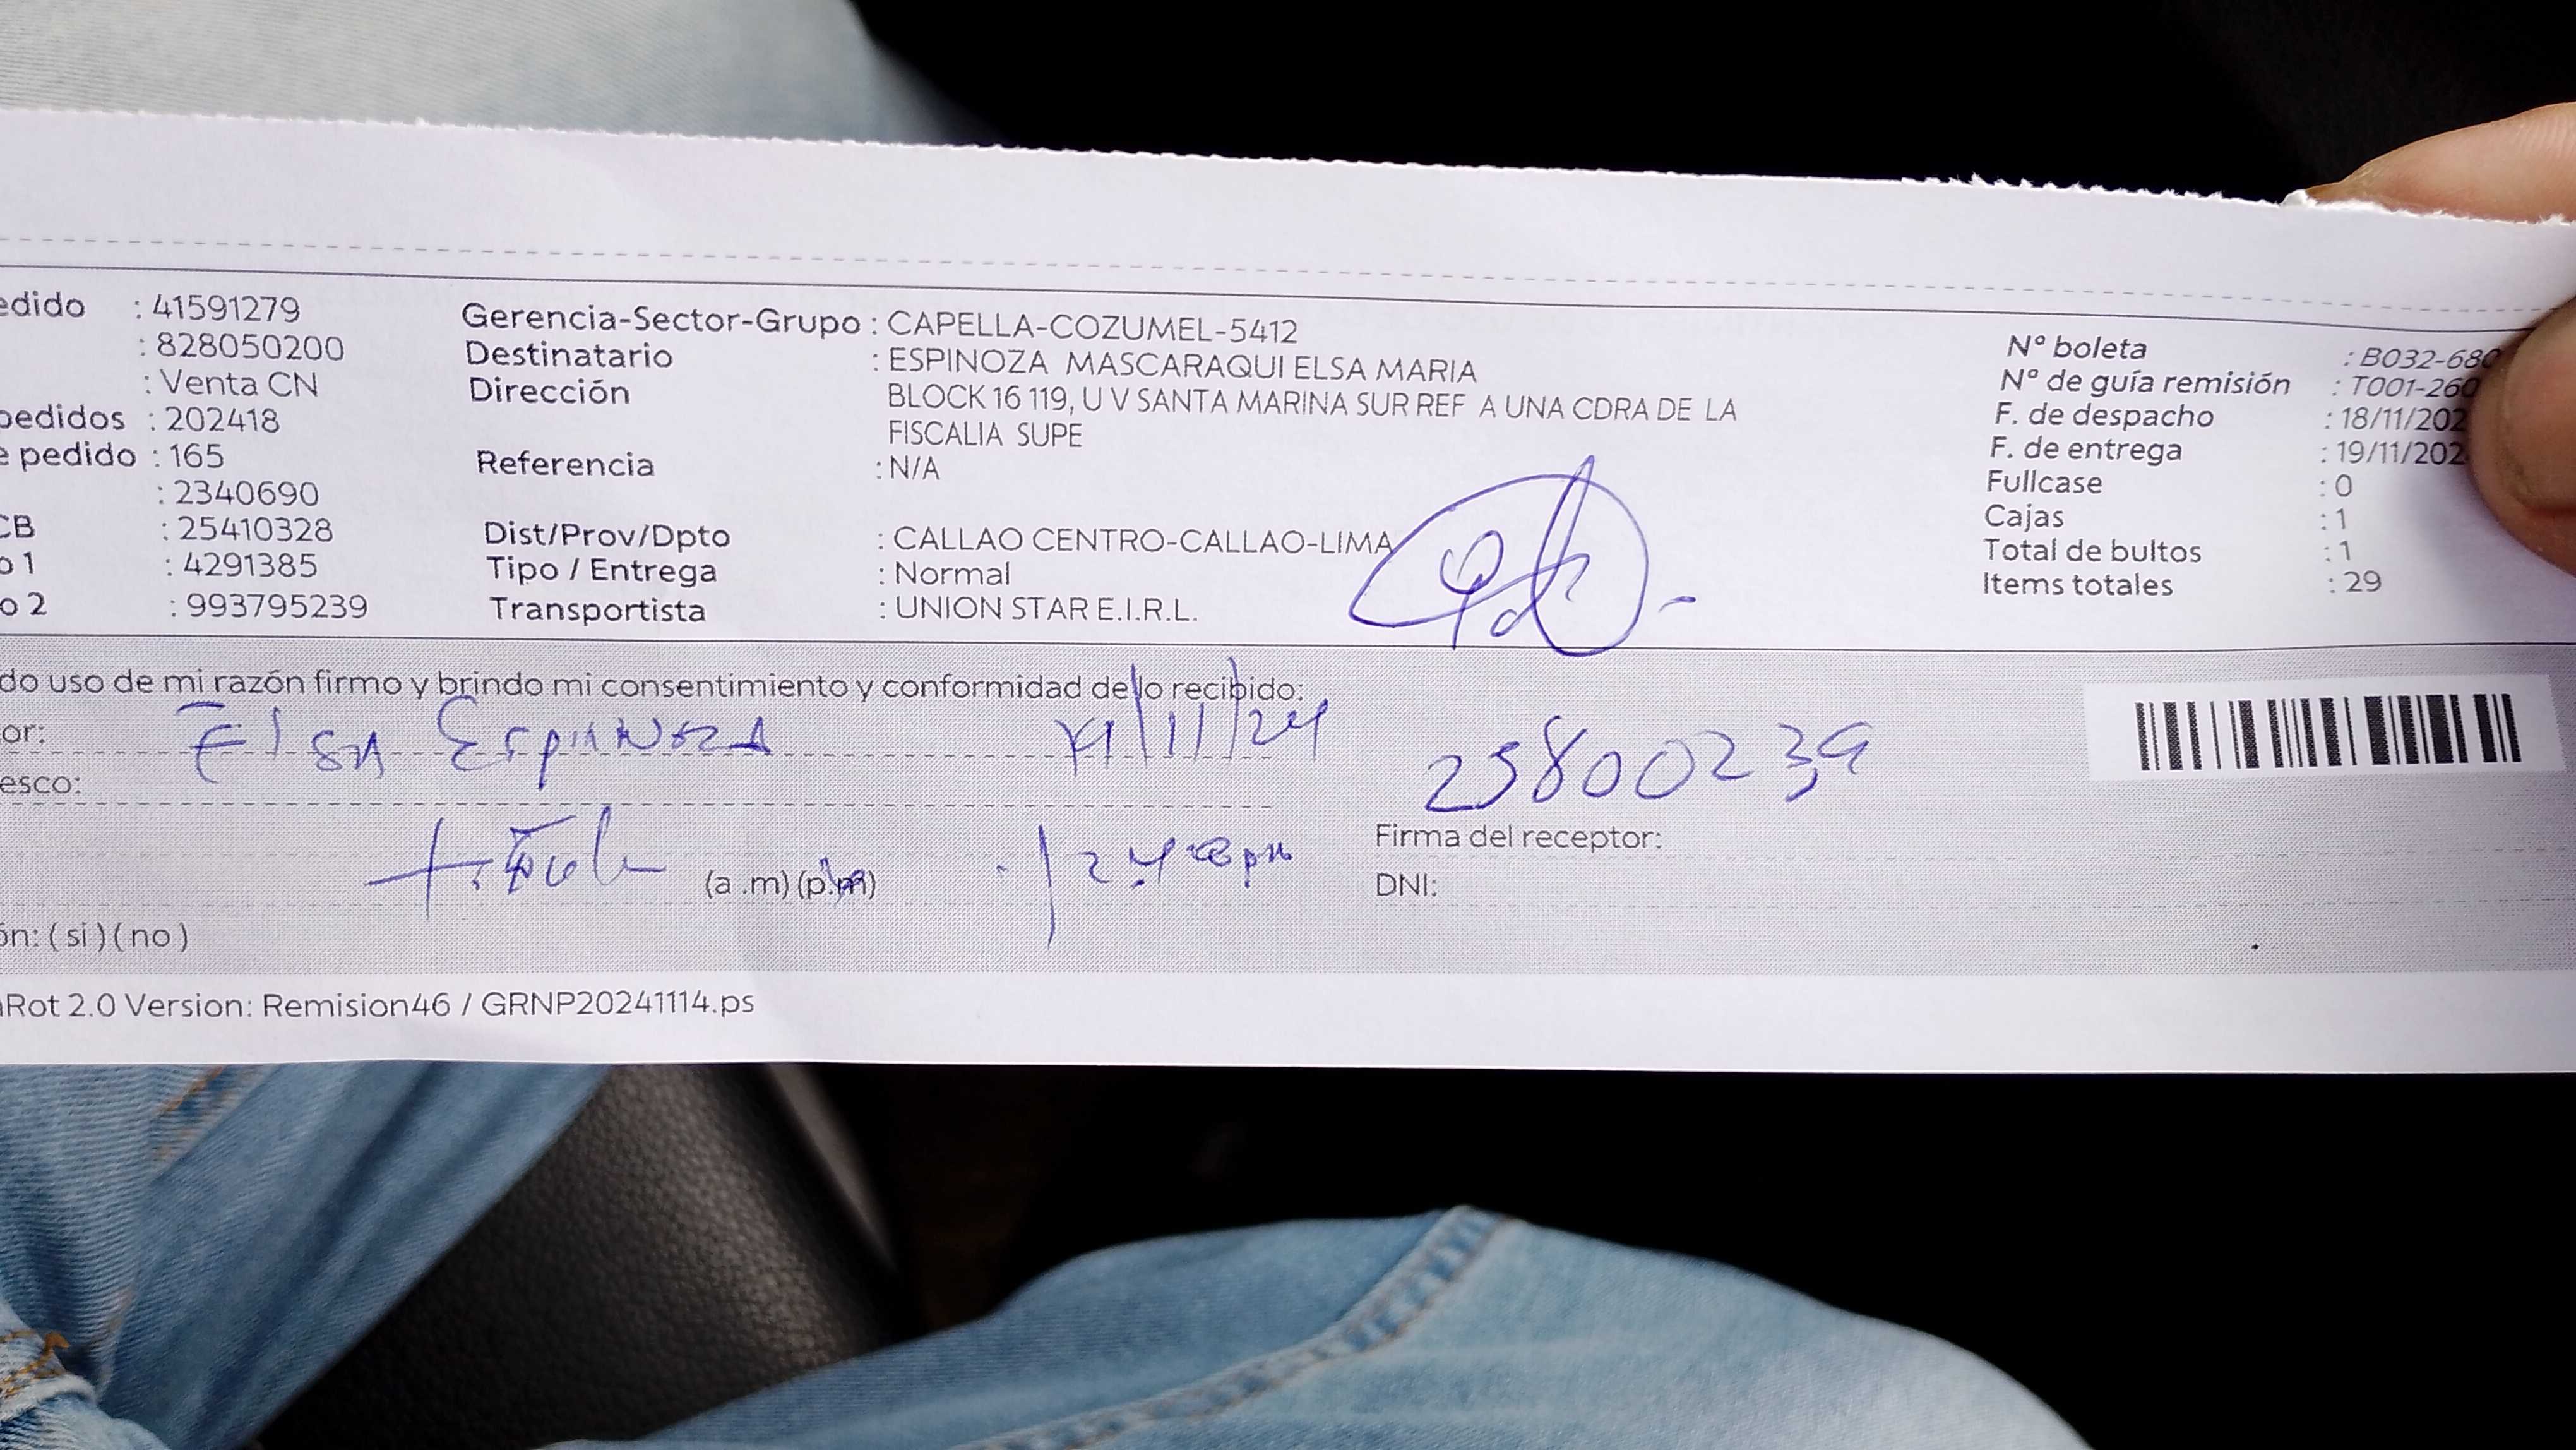 edido : 41591279
: 828050200
: Venta CN
pedidos : 202418
e pedido : 165
: 2340690
CB : 25410328
o 1 : 4291385
o 2 : 993795239
Gerencia-Sector-Grupo : CAPELLA-COZUMEL-5412
Destinatario : ESPINOZA MASCARAQUI ELSA MARIA
Dirección BLOCK 16 119, U V SANTA MARINA SUR REF A UNA CDRA DE LA
FISCALIA SUPE
Referencia : N/A
Dist/Prov/Dpto : CALLAO CENTRO-CALLAO-LIMA
Tipo / Entrega : Normal
Transportista : UNION STAR E.I.R.L.
Nº boleta : B032-680
Nº de guía remisión : T001-260
F. de despacho : 18/11/202
F. de entrega : 19/11/202
Fullcase : 0
Cajas : 1
Total de bultos : 1
Items totales : 29
do uso de mi razón firmo y brindo mi consentimiento y conformidad de lo recibido:
or: Elsa Espinoza 19/11/24
25800239
esco:
(a .m) (p.m)
Firma del receptor:
DNI:
ón: ( si ) ( no )
Rot 2.0 Version: Remision46 / GRNP20241114.ps